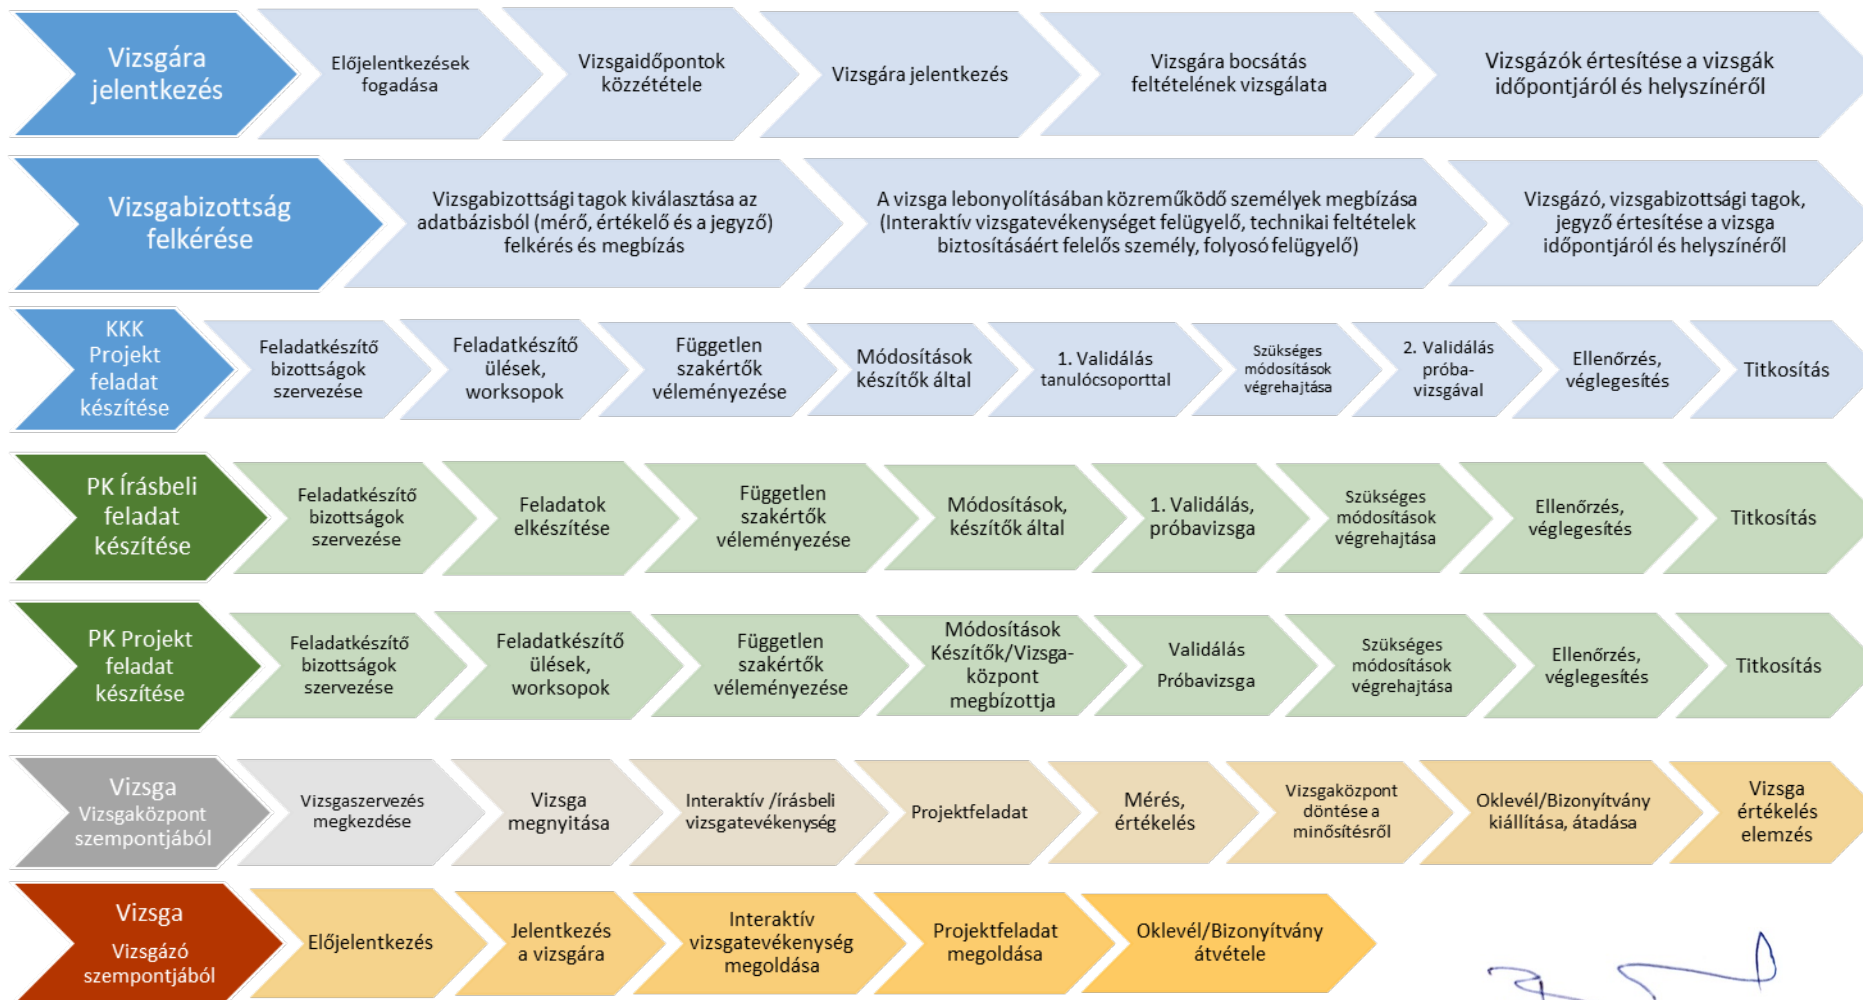 Vizsgára
jelentkezés
Előjelentkezések
fogadása
Vizsgaidőpontok
közzététele
Vizsgára jelentkezés
Vizsgára bocsátás
feltételének vizsgálata
Vizsgázók értesítése a vizsgák
időpontjáról és helyszínéről
Vizsgabizottság
felkérése
Vizsgabizottsági tagok kiválasztása az
adatbázisból (mérő, értékelő és a jegyző)
felkérés és megbízás
A vizsga lebonyolításában közreműködő személyek megbízása
(Interaktív vizsgatevékenységet felügyelő, technikai feltételek
biztosításáért felelős személy, folyosó felügyelő)
Vizsgázó, vizsgabizottsági tagok,
jegyző értesítése a vizsga
időpontjáról és helyszínéről
KKK
Projekt
feladat
készítése
Feladatkészítő
bizottságok
szervezése
Feladatkészítő
ülések,
worksopok
Független
szakértők
véleményezése
Módosítások
készítők által
1. Validálás
tanulócsoporttal
Szükséges
módosítások
végrehajtása
2. Validálás
próba-
vizsgával
Ellenőrzés,
véglegesítés
Titkosítás
PK Írásbeli
feladat
készítése
Feladatkészítő
bizottságok
szervezése
Feladatok
elkészítése
Független
szakértők
véleményezése
Módosítások,
készítők által
1. Validálás,
próbavizsga
Szükséges
módosítások
végrehajtása
Ellenőrzés,
véglegesítés
Titkosítás
PK Projekt
feladat
készítése
Feladatkészítő
bizottságok
szervezése
Feladatkészítő
ülések,
worksopok
Független
szakértők
véleményezése
Módosítások
Készítők/Vizsga-
központ
megbízottja
Validálás
Próbavizsga
Szükséges
módosítások
végrehajtása
Ellenőrzés,
véglegesítés
Titkosítás
Vizsga
Vizsgaközpont
szempontjából
Vizsgaszervezés
megkezdése
Vizsga
megnyitása
Interaktív /írásbeli
vizsgatevékenység
Projektfeladat
Mérés,
értékelés
Vizsgaközpont
döntése a
minősítésről
Oklevél/Bizonyítvány
kiállítása, átadása
Vizsga
értékelés
elemzés
Vizsga
Vizsgázó
szempontjából
Előjelentkezés
Jelentkezés
a vizsgára
Interaktív
vizsgatevékenység
megoldása
Projektfeladat
megoldása
Oklevél/Bizonyítvány
átvétele